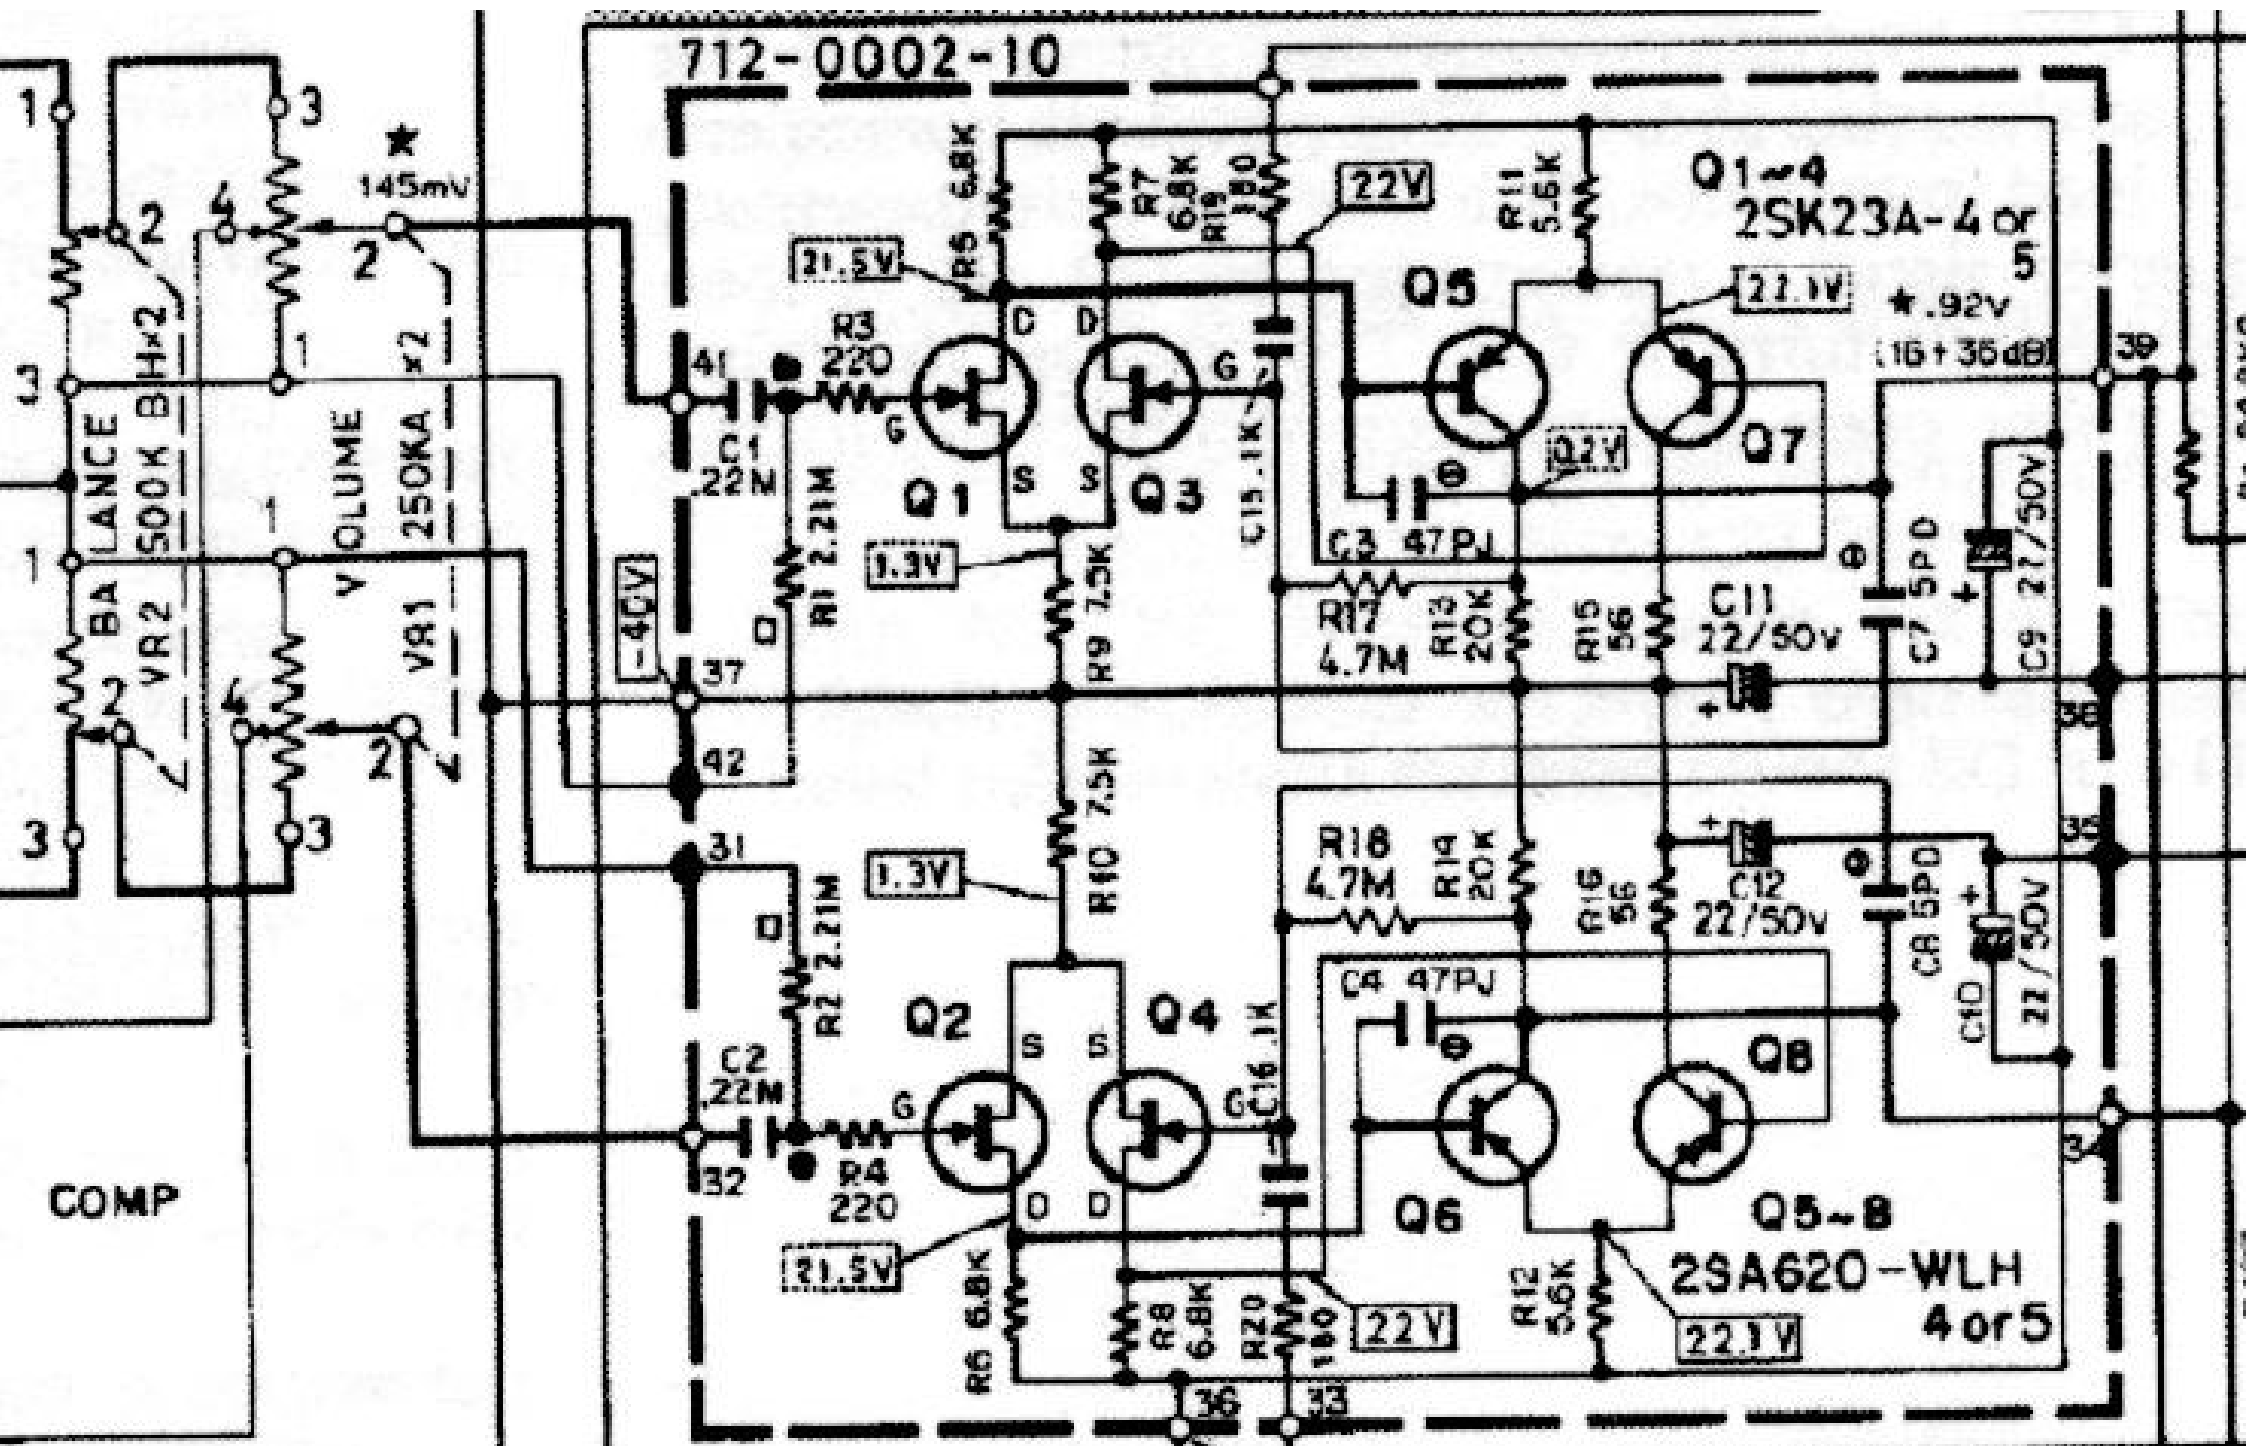 712-0002-10
1
3
★
145mV
2
4
2
BALANCE
VR2 500K BH×2
VOLUME
VR1 250KA ×2
1
1
1
2
4
2
3
3
COMP
-40V
41
C1
.22M
R3
220
R1 2.21M
37
42
31
R2 2.21M
C2
.22M
32
R4
220
R5 6.8K
R7
6.8K
R19
180
22V
21.5V
D D
G
G
S S
Q1
Q3
1.3V
R9 7.5K
C15 .1K
R11
5.6K
Q1~4
2SK23A-4 or
5
Q5
22.1V
★.92V
(16+36dB)
39
Q7
0.2V
C3 47PJ
R17
4.7M
R13
20K
R15
56
C11
22/50V
+
C7 5PD
+
C9 22/50V
38
R10 7.5K
1.3V
R18
4.7M
R14
20K
R16
56
+
C12
22/50V
C8 5PD
+
C10
22/50V
35
C4 47PJ
Q2
Q4
S S
G
G
C16 .1K
D D
21.5V
R6 6.8K
R8
6.8K
R20
180
22V
Q6
Q8
Q5~8
2SA620-WLH
4 or 5
R12
5.6K
22.1V
36
33